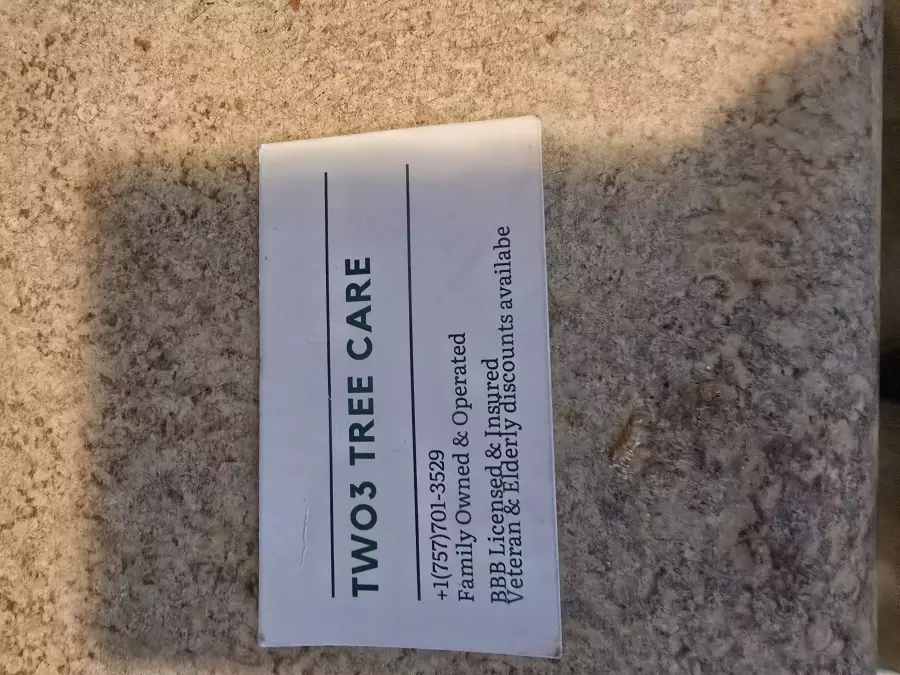 TWO3 TREE CARE
+1(757)701-3529
Family Owned & Operated
BBB Licensed & Insured
Veteran & Elderly discounts availabe